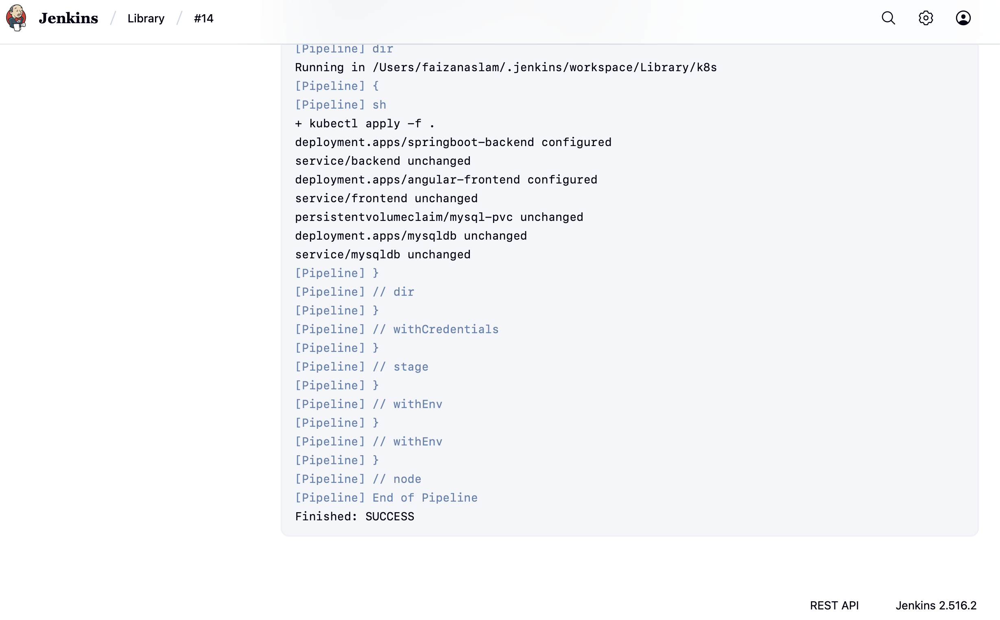 Jenkins / Library / #14
[Pipeline] dir
Running in /Users/faizanaslam/.jenkins/workspace/Library/k8s
[Pipeline] {
[Pipeline] sh
+ kubectl apply -f .
deployment.apps/springboot-backend configured
service/backend unchanged
deployment.apps/angular-frontend configured
service/frontend unchanged
persistentvolumeclaim/mysql-pvc unchanged
deployment.apps/mysqldb unchanged
service/mysqldb unchanged
[Pipeline] }
[Pipeline] // dir
[Pipeline] }
[Pipeline] // withCredentials
[Pipeline] }
[Pipeline] // stage
[Pipeline] }
[Pipeline] // withEnv
[Pipeline] }
[Pipeline] // withEnv
[Pipeline] }
[Pipeline] // node
[Pipeline] End of Pipeline
Finished: SUCCESS
REST API Jenkins 2.516.2